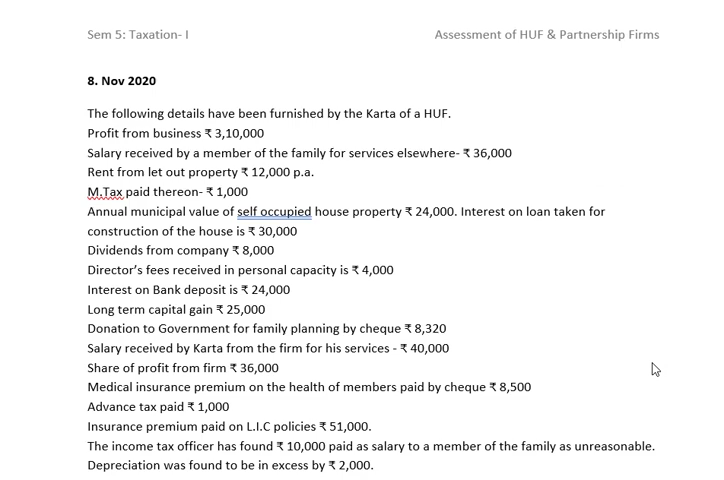 Sem 5: Taxation- I Assessment of HUF & Partnership Firms
8. Nov 2020
The following details have been furnished by the Karta of a HUF.
Profit from business ₹ 3,10,000
Salary received by a member of the family for services elsewhere- ₹ 36,000
Rent from let out property ₹ 12,000 p.a.
M.Tax paid thereon- ₹ 1,000
Annual municipal value of self occupied house property ₹ 24,000. Interest on loan taken for
construction of the house is ₹ 30,000
Dividends from company ₹ 8,000
Director’s fees received in personal capacity is ₹ 4,000
Interest on Bank deposit is ₹ 24,000
Long term capital gain ₹ 25,000
Donation to Government for family planning by cheque ₹ 8,320
Salary received by Karta from the firm for his services - ₹ 40,000
Share of profit from firm ₹ 36,000
Medical insurance premium on the health of members paid by cheque ₹ 8,500
Advance tax paid ₹ 1,000
Insurance premium paid on L.I.C policies ₹ 51,000.
The income tax officer has found ₹ 10,000 paid as salary to a member of the family as unreasonable.
Depreciation was found to be in excess by ₹ 2,000.